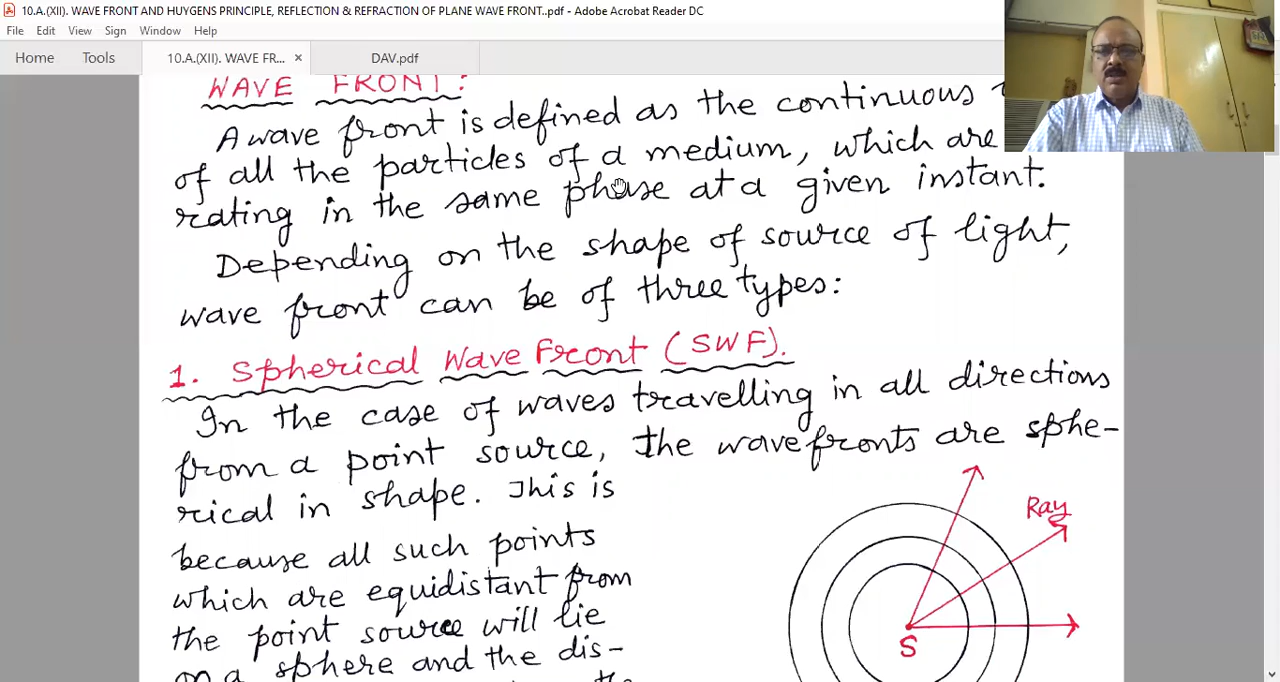 10.A.(XII). WAVE FRONT AND HUYGENS PRINCIPLE, REFLECTION & REFRACTION OF PLANE WAVE FRONT..pdf - Adobe Acrobat Reader DC
File Edit View Sign Window Help
Home Tools 10.A.(XII). WAVE FR... × DAV.pdf
WAVE FRONT:
A wave front is defined as the continuous
of all the particles of a medium, which are
rating in the same phase at a given instant.
Depending on the shape of source of light,
wave front can be of three types:
1. Spherical Wave Front (SWF).
In the case of waves travelling in all directions
from a point source, the wavefronts are sphe-
rical in shape. This is
because all such points
which are equidistant from
the point source will lie
on a sphere and the dis-
Ray
S